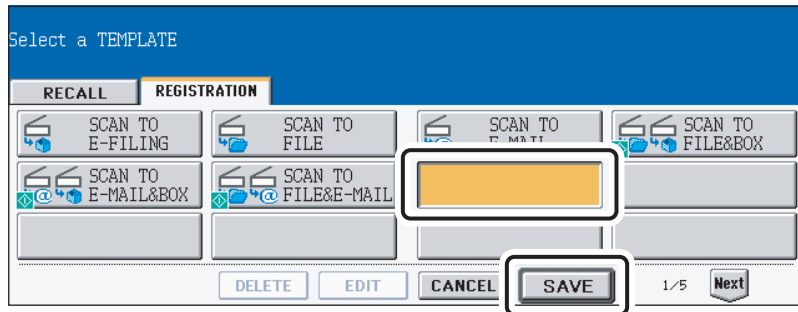 Select a TEMPLATE
RECALL REGISTRATION
SCAN TO
E-FILING
SCAN TO
FILE
SCAN TO
E-MAIL
SCAN TO
FILE&BOX
SCAN TO
E-MAIL&BOX
SCAN TO
FILE&E-MAIL
DELETE EDIT CANCEL SAVE 1/5 Next